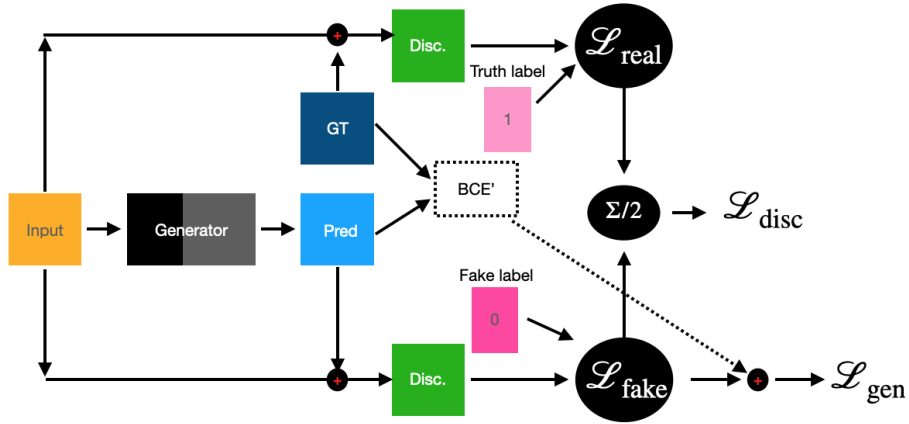 +
Disc.
ℒreal
Truth label
1
GT
BCE'
Input
Generator
Pred
Σ/2
ℒdisc
Fake label
0
+
Disc.
ℒfake
+
ℒgen